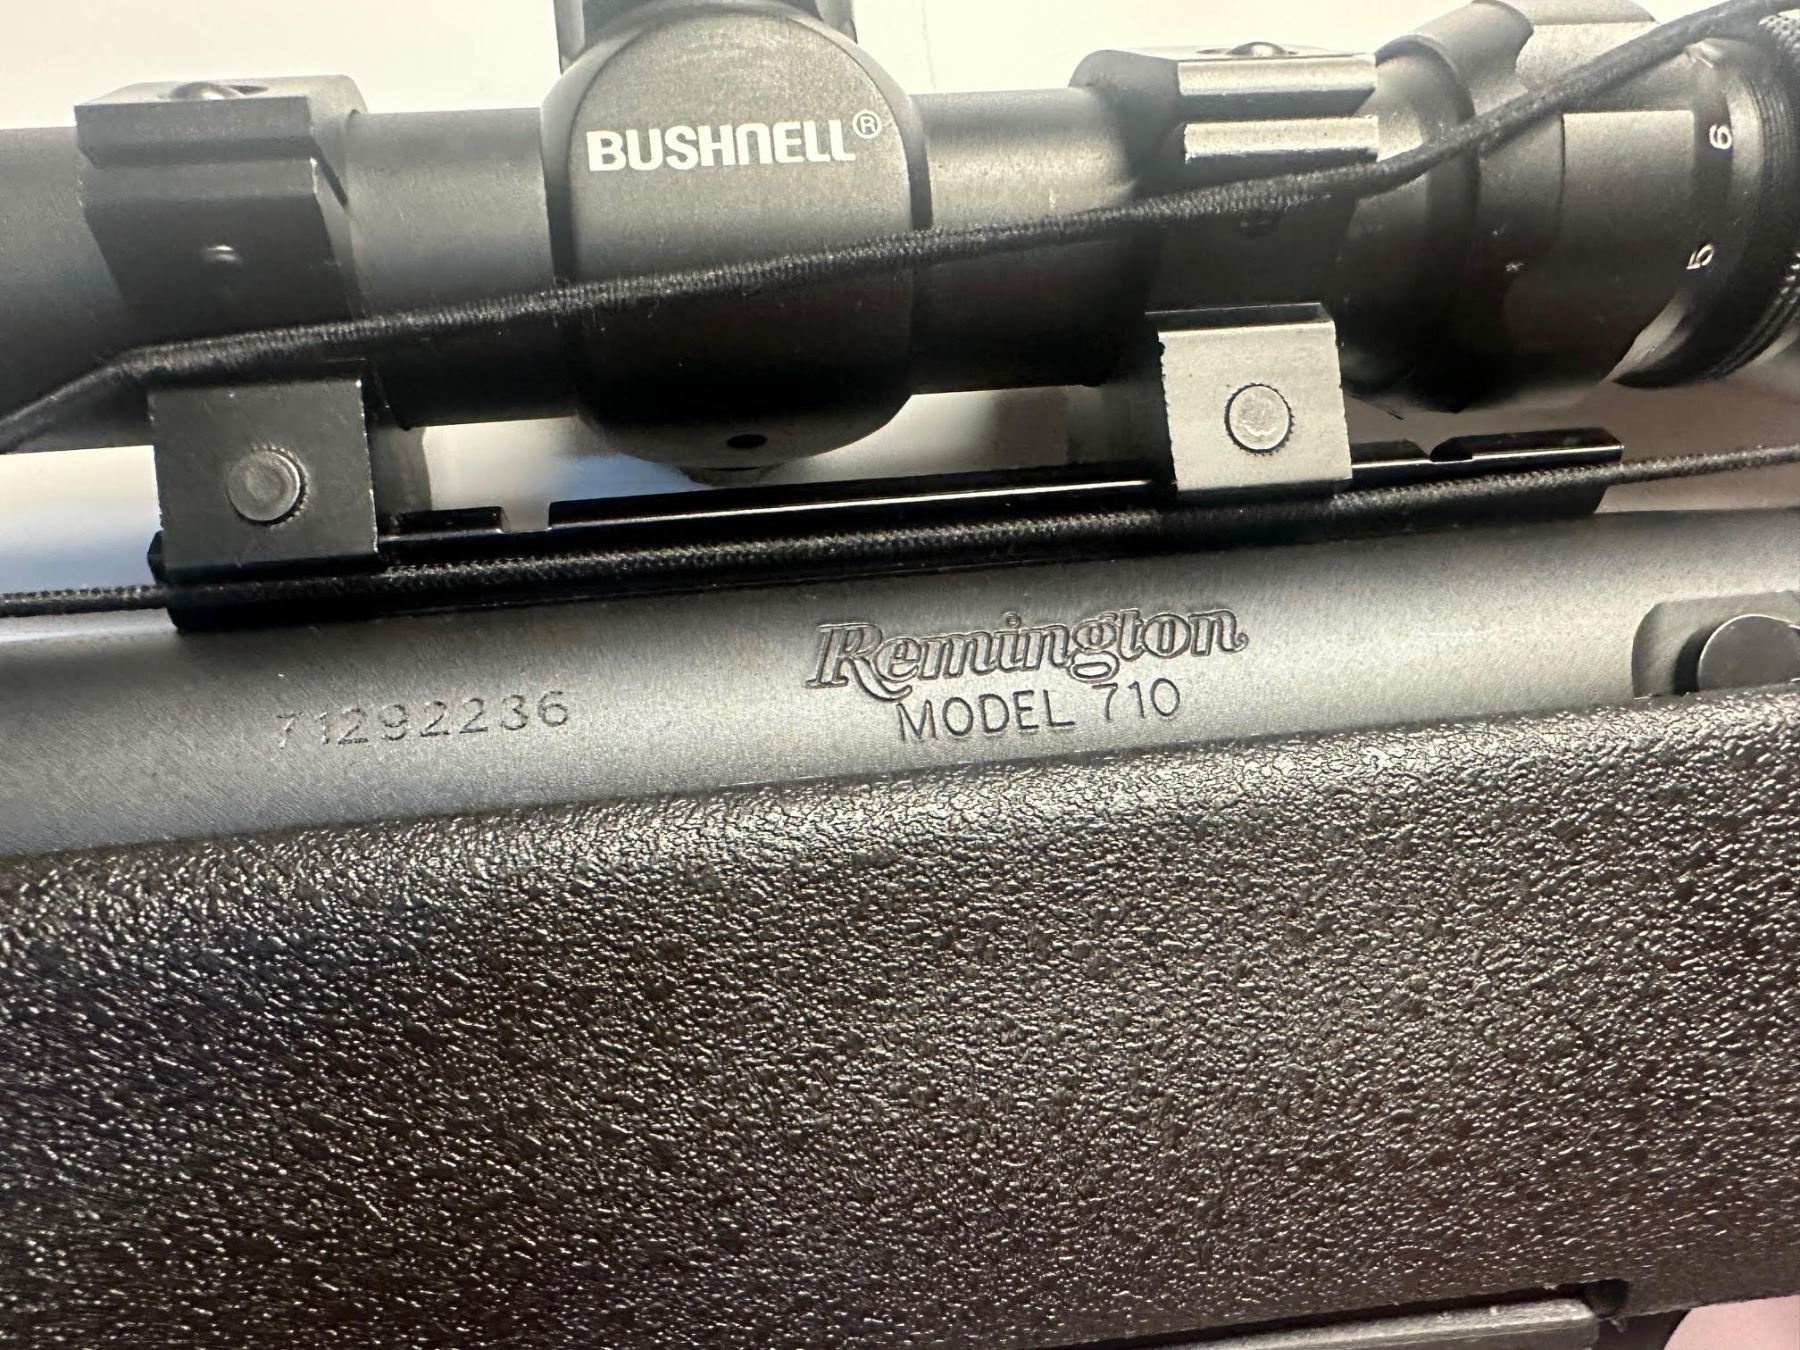 BUSHNELL®
6
5
Remington
MODEL 710
71292236